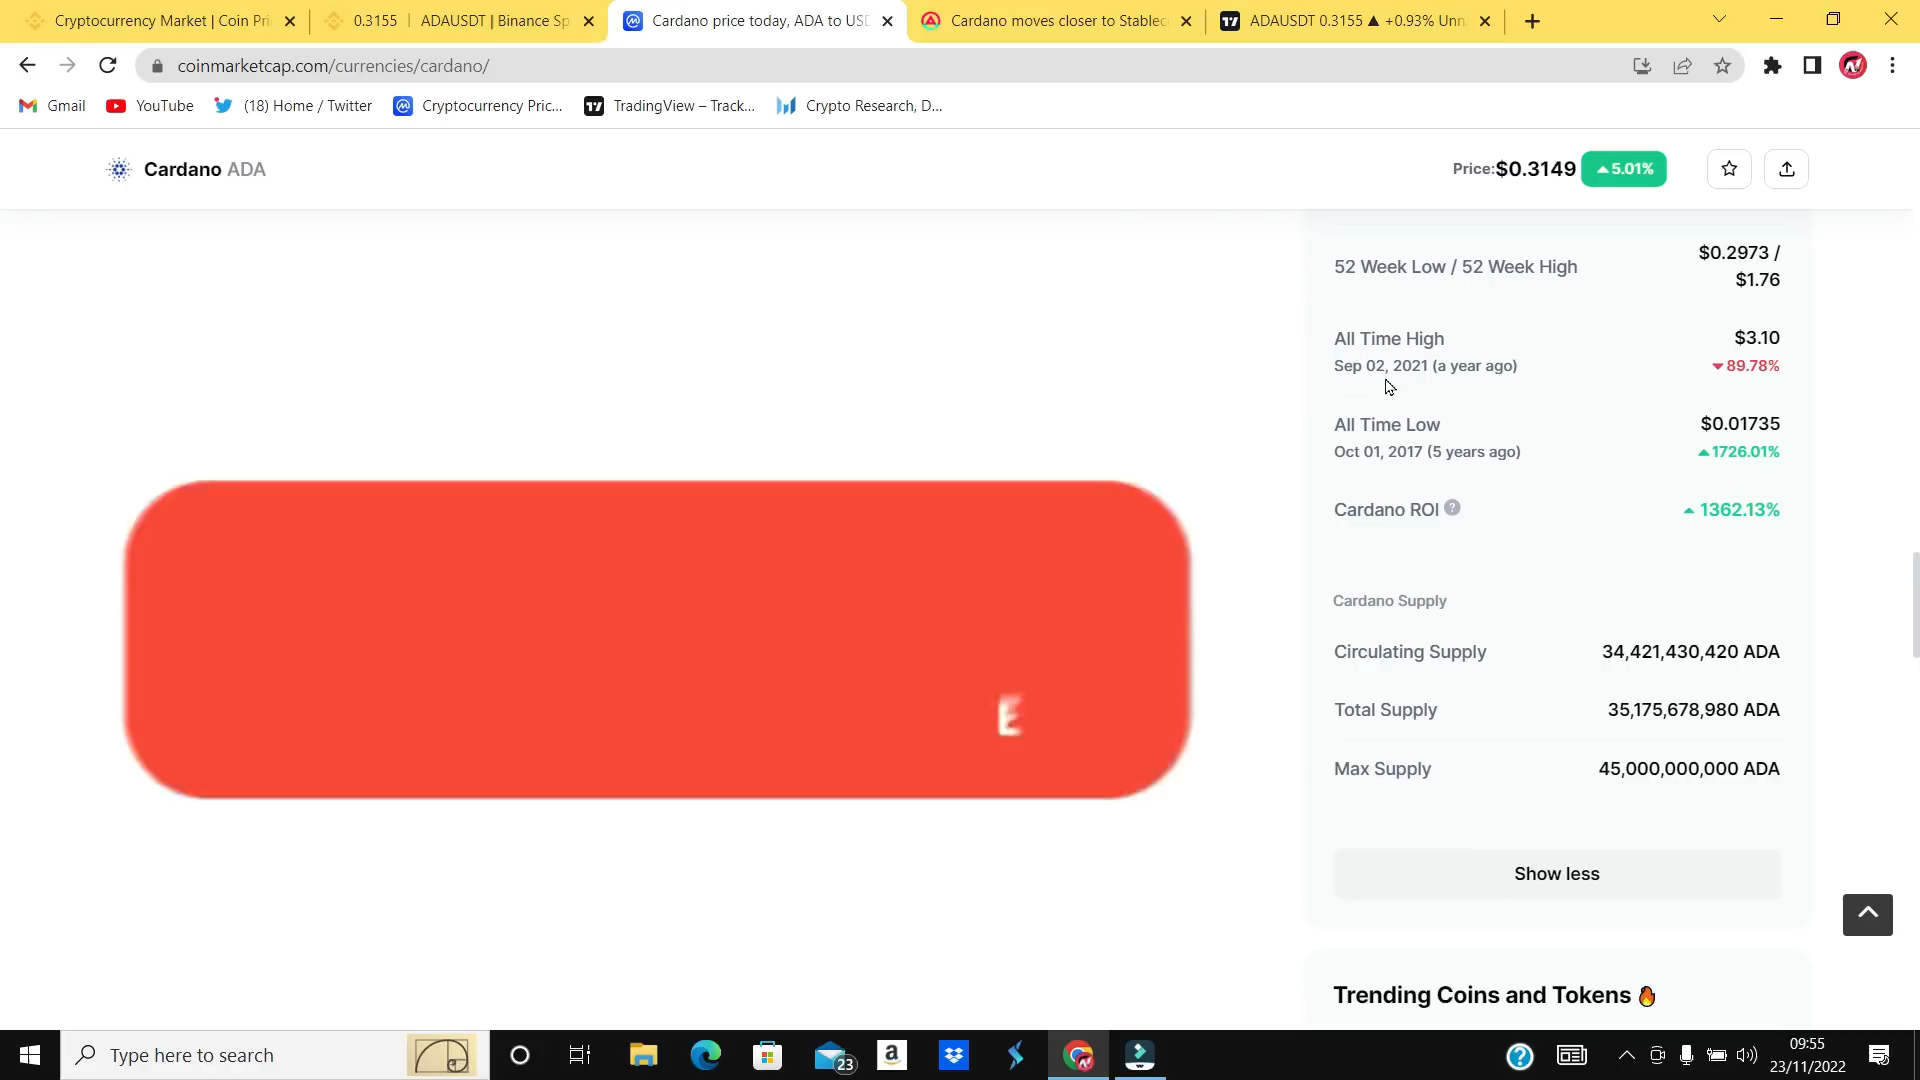 Cryptocurrency Market | Coin Pri
0.3155 | ADAUSDT | Binance Sp
Cardano price today, ADA to USD
Cardano moves closer to Stablec
ADAUSDT 0.3155 ▲ +0.93% Unn
coinmarketcap.com/currencies/cardano/
Gmail
YouTube
(18) Home / Twitter
Cryptocurrency Pric...
TradingView – Track...
Crypto Research, D...
Cardano ADA
Price:$0.3149
5.01%
52 Week Low / 52 Week High
$0.2973 /
$1.76
All Time High
$3.10
Sep 02, 2021 (a year ago)
89.78%
All Time Low
$0.01735
Oct 01, 2017 (5 years ago)
1726.01%
Cardano ROI
1362.13%
E
Cardano Supply
Circulating Supply
34,421,430,420 ADA
Total Supply
35,175,678,980 ADA
Max Supply
45,000,000,000 ADA
Show less
Trending Coins and Tokens 🔥
Type here to search
23
09:55
23/11/2022